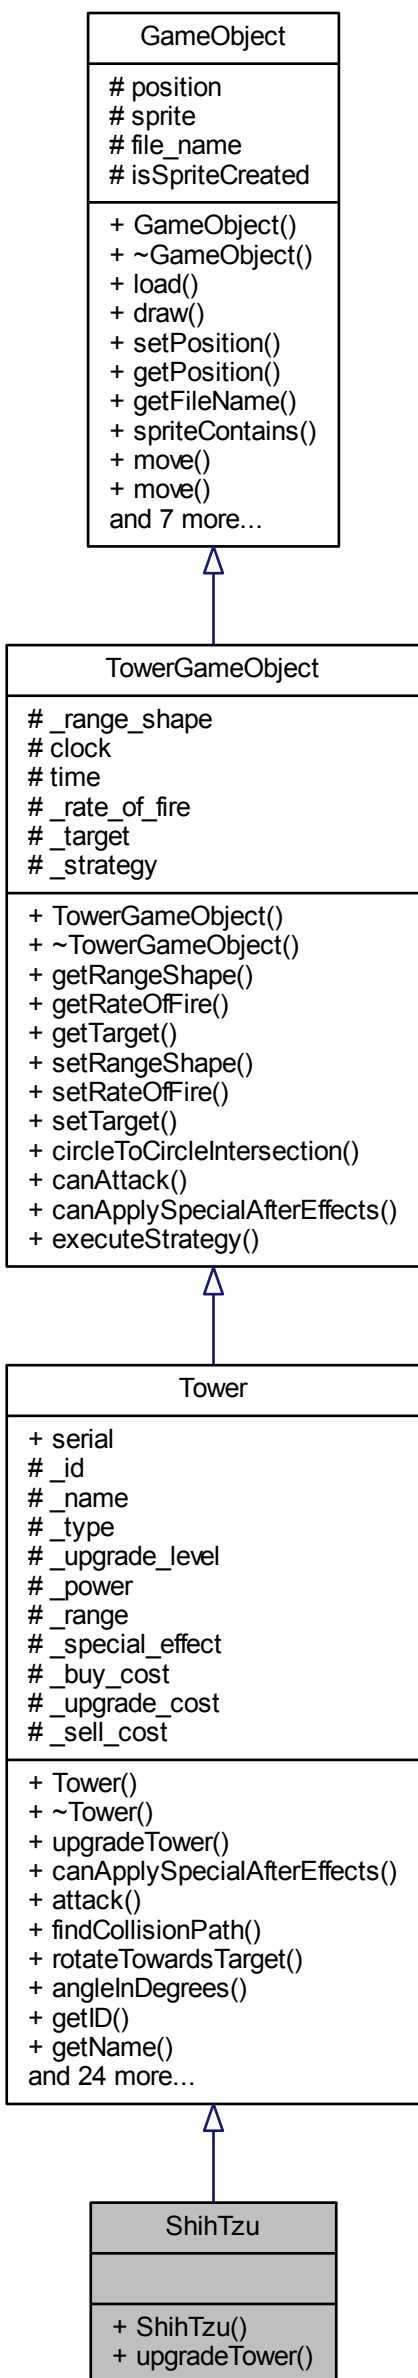 GameObject
# position
# sprite
# file_name
# isSpriteCreated
+ GameObject()
+ ~GameObject()
+ load()
+ draw()
+ setPosition()
+ getPosition()
+ getFileName()
+ spriteContains()
+ move()
+ move()
and 7 more...
TowerGameObject
# _range_shape
# clock
# time
# _rate_of_fire
# _target
# _strategy
+ TowerGameObject()
+ ~TowerGameObject()
+ getRangeShape()
+ getRateOfFire()
+ getTarget()
+ setRangeShape()
+ setRateOfFire()
+ setTarget()
+ circleToCircleIntersection()
+ canAttack()
+ canApplySpecialAfterEffects()
+ executeStrategy()
Tower
+ serial
# _id
# _name
# _type
# _upgrade_level
# _power
# _range
# _special_effect
# _buy_cost
# _upgrade_cost
# _sell_cost
+ Tower()
+ ~Tower()
+ upgradeTower()
+ canApplySpecialAfterEffects()
+ attack()
+ findCollisionPath()
+ rotateTowardsTarget()
+ angleInDegrees()
+ getID()
+ getName()
and 24 more...
ShihTzu
+ ShihTzu()
+ upgradeTower()